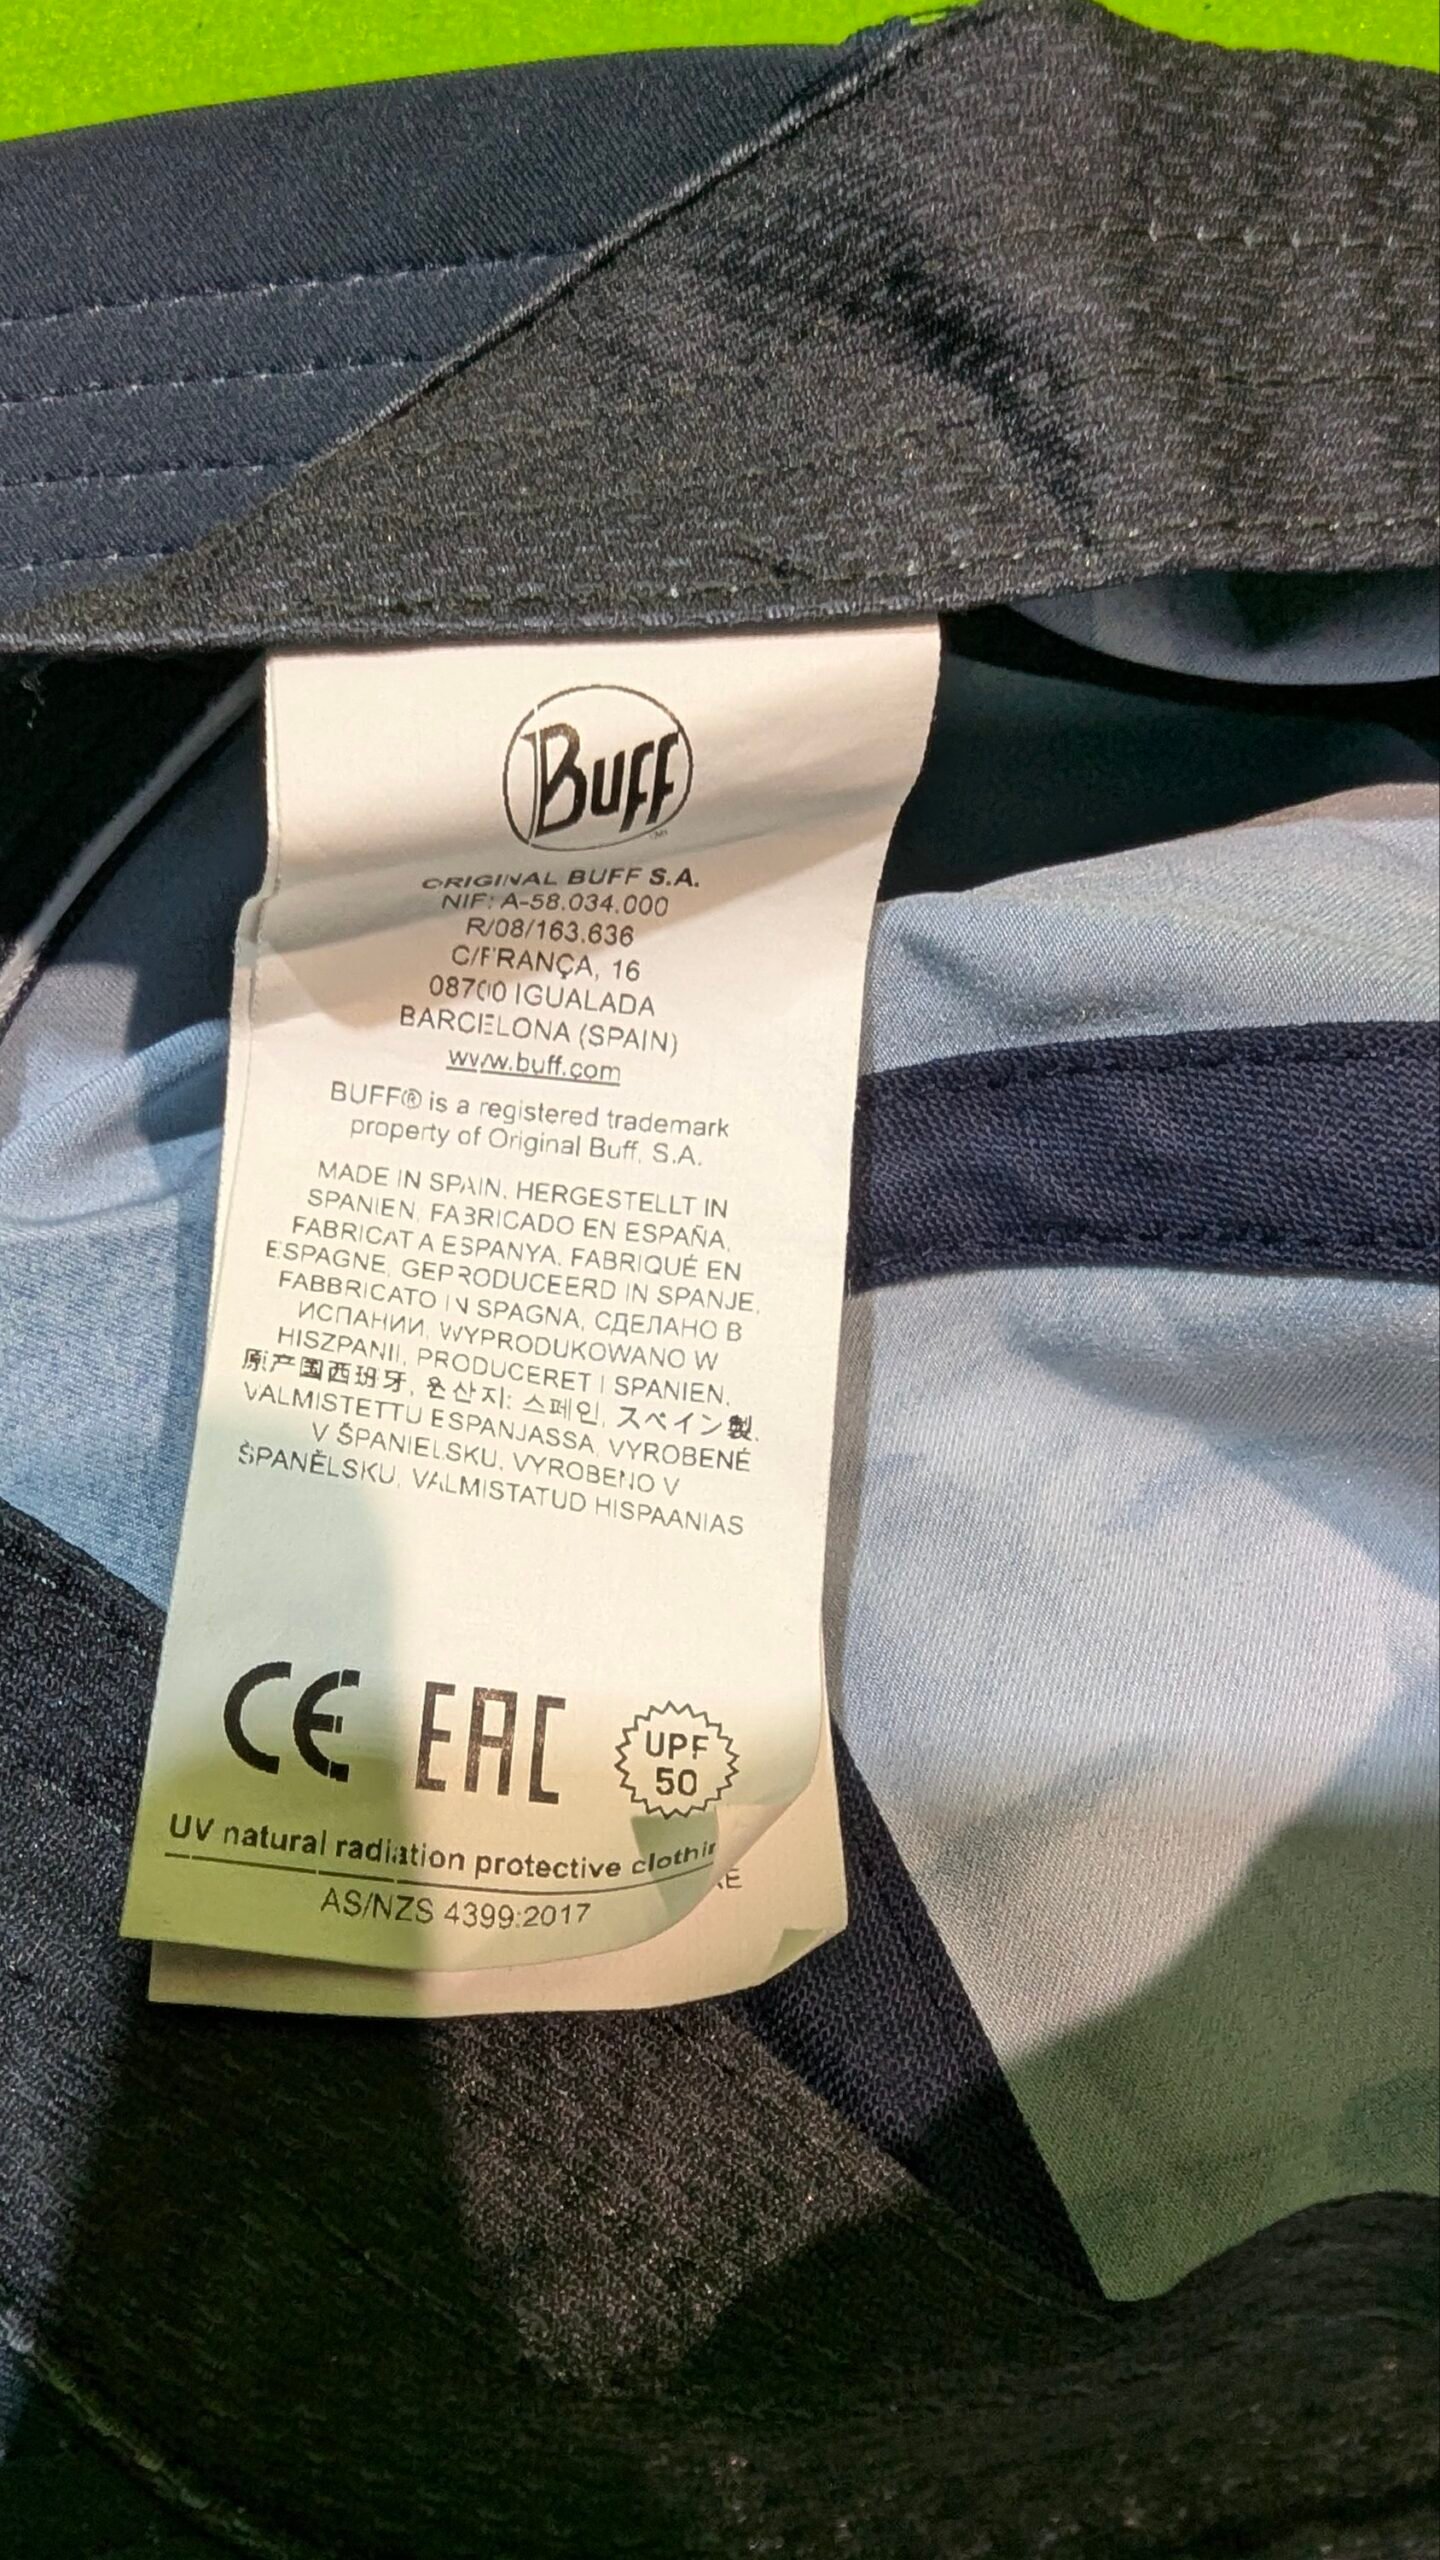 BUFF
ORIGINAL BUFF S.A.
NIF: A-58.034.000
R/08/163.636
C/FRANÇA, 16
08700 IGUALADA
BARCELONA (SPAIN)
www.buff.com
BUFF® is a registered trademark
property of Original Buff, S.A.
MADE IN SPAIN, HERGESTELLT IN
SPANIEN, FABRICADO EN ESPAÑA,
FABRICAT A ESPANYA, FABRIQUÉ EN
ESPAGNE, GEPRODUCEERD IN SPANJE,
FABBRICATO IN SPAGNA, СДЕЛАНО В
ИСПАНИИ, WYPRODUKOWANO W
HISZPANII, PRODUCERET I SPANIEN,
原产国西班牙, 원산지: 스페인, スペイン製,
VALMISTETTU ESPANJASSA, VYROBENÉ
V ŠPANIELSKU, VYROBENO V
ŠPANĚLSKU, VALMISTATUD HISPAANIAS
CE EAC UPF
50
UV natural radiation protective
AS/NZS 4399:2017